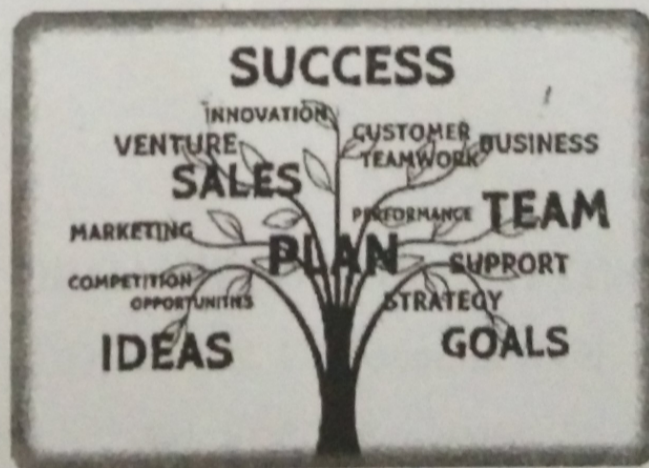 SUCCESS
INNOVATION
CUSTOMER
VENTURE
TEAMWORK
BUSINESS
SALES
PERFORMANCE
TEAM
MARKETING
PLAN
SUPPORT
COMPETITION
OPPORTUNITIES
STRATEGY
IDEAS
GOALS